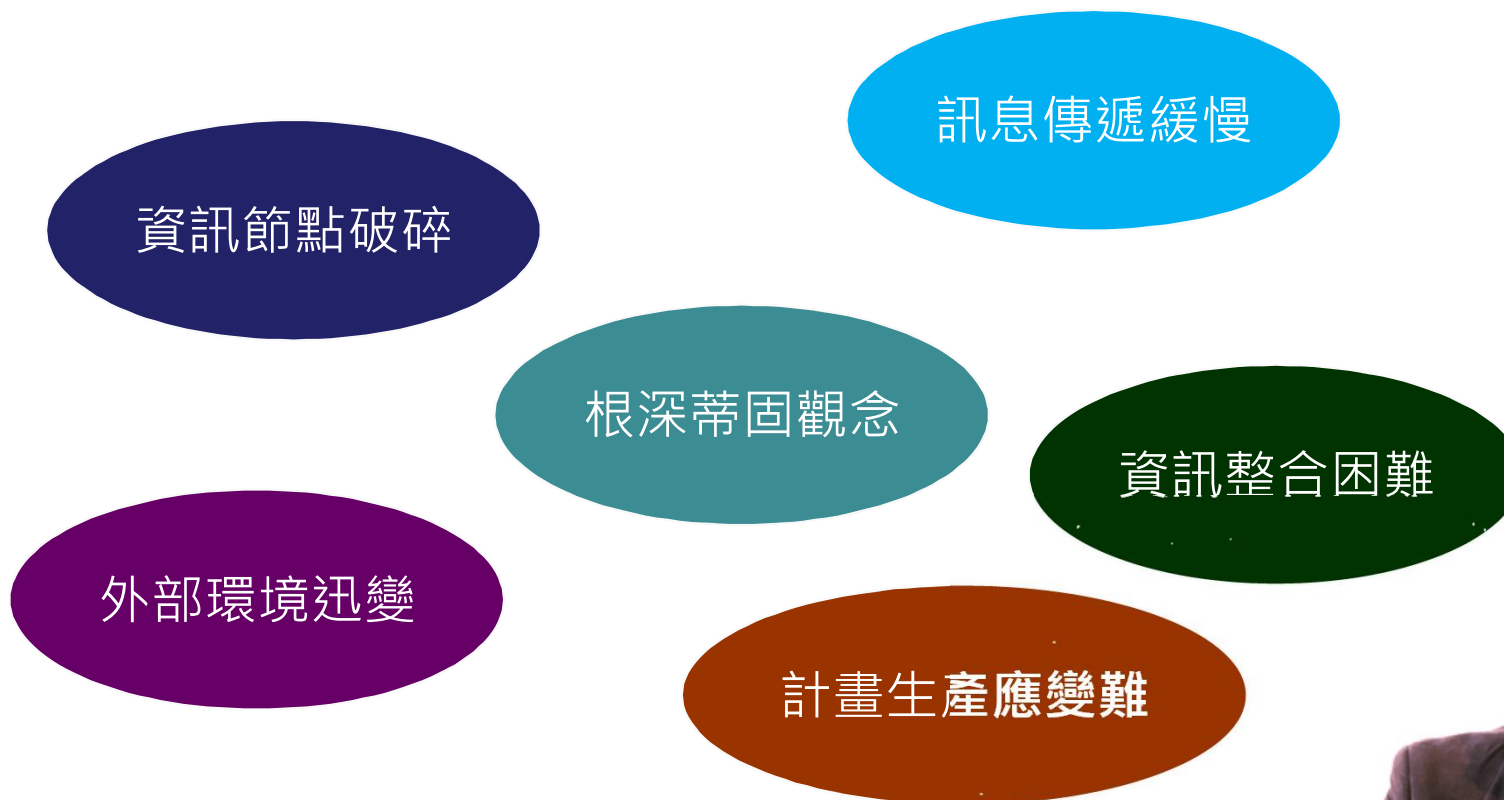 訊息傳遞緩慢
資訊節點破碎
根深蒂固觀念
資訊整合困難
外部環境迅變
計畫生產應變難